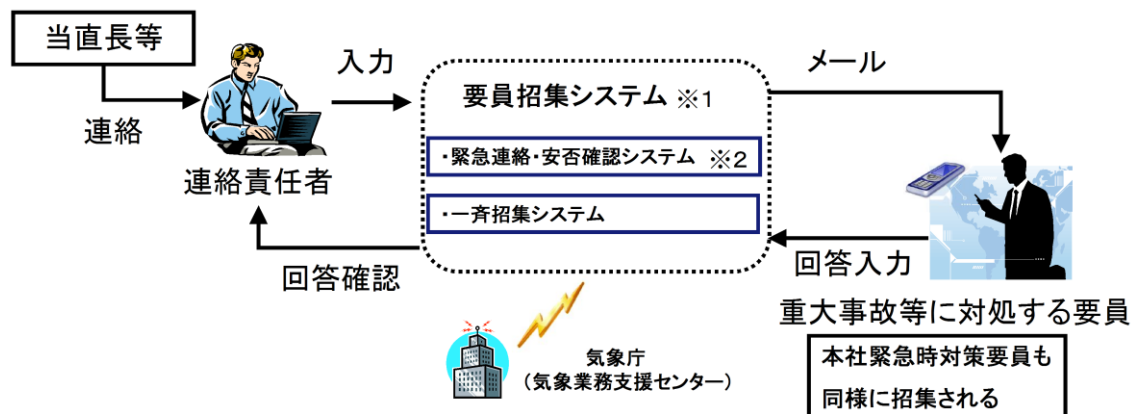 当直長等
連絡
連絡責任者
入力
要員招集システム ※1
・緊急連絡・安否確認システム ※2
・一斉招集システム
メール
回答確認
回答入力
重大事故等に対処する要員
本社緊急時対策要員も
同様に招集される
気象庁
（気象業務支援センター）